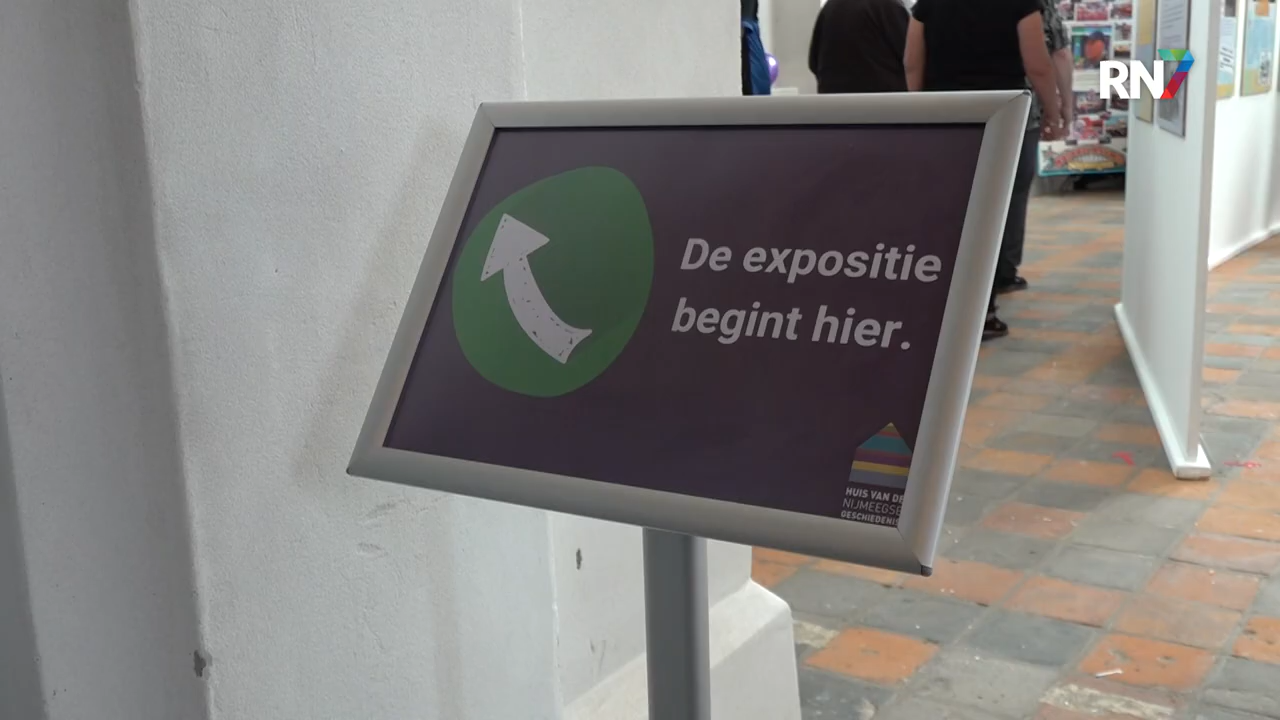 RN7
De expositie
begint hier.
HUIS VAN DE
NIJMEEGSE
GESCHIEDENIS